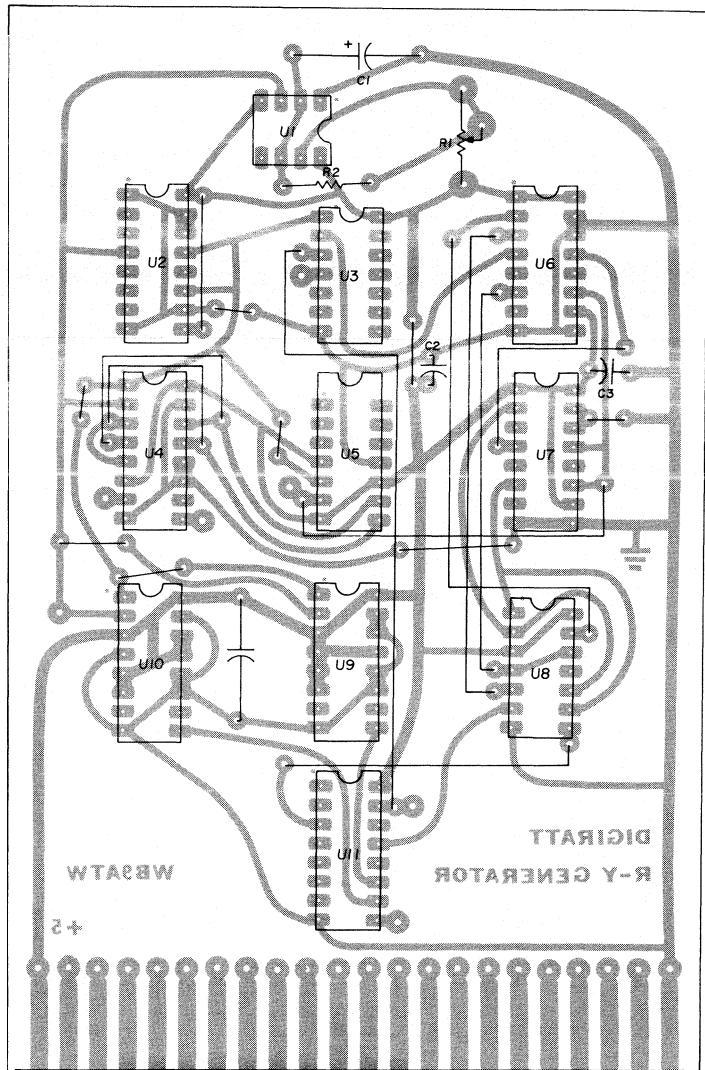 +
C1
U1
R1
R2
U2
U3
U6
C2
C3
U4
U5
U7
U10
U9
U8
U11
DIGIRATT
WB9ATW
R-Y GENERATOR
+5